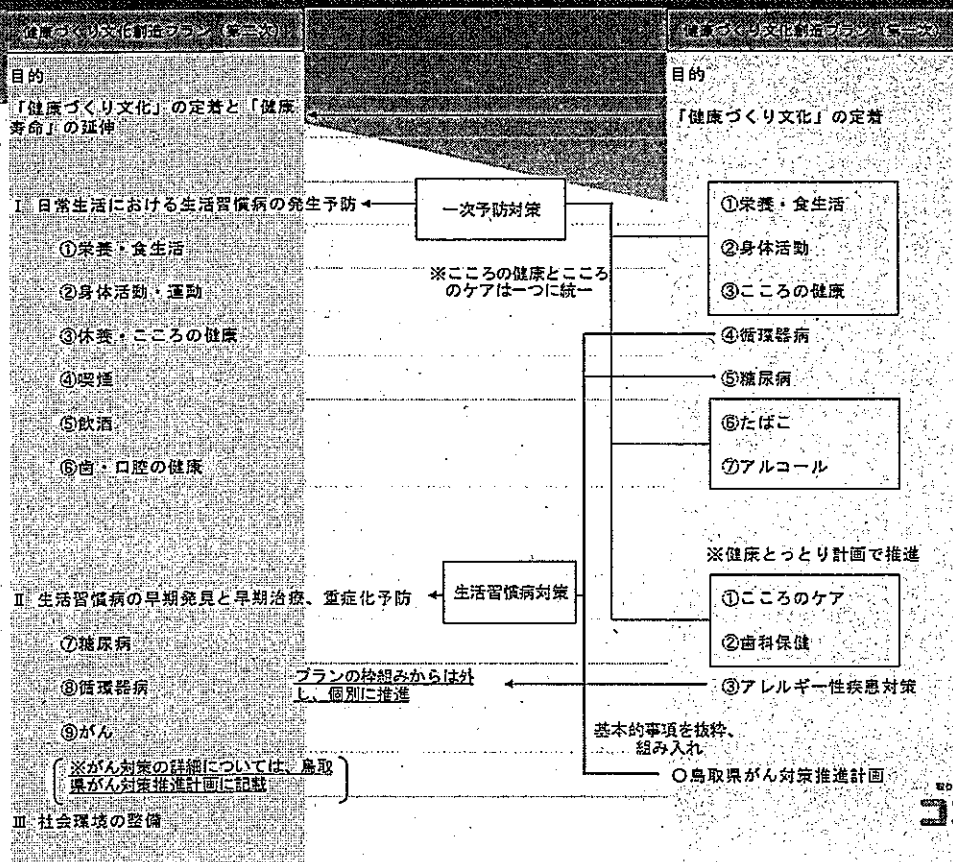 健康づくり文化創造プラン（第二次）
目的
「健康づくり文化」の定着と「健康
寿命」の延伸
Ⅰ 日常生活における生活習慣病の発生予防
①栄養・食生活
②身体活動・運動
③休養・こころの健康
④喫煙
⑤飲酒
⑥歯・口腔の健康
Ⅱ 生活習慣病の早期発見と早期治療、重症化予防
⑦糖尿病
⑧循環器病
⑨がん
※がん対策の詳細については、鳥取
県がん対策推進計画に記載
Ⅲ 社会環境の整備
一次予防対策
※こころの健康とこころ
のケアは一つに統一
生活習慣病対策
プランの枠組みからは外
し、個別に推進
基本的事項を抜粋、
組み入れ
健康づくり文化創造プラン（第一次）
目的
「健康づくり文化」の定着
①栄養・食生活
②身体活動
③こころの健康
④循環器病
⑤糖尿病
⑥たばこ
⑦アルコール
※健康とっとり計画で推進
①こころのケア
②歯科保健
③アレルギー性疾患対策
〇鳥取県がん対策推進計画